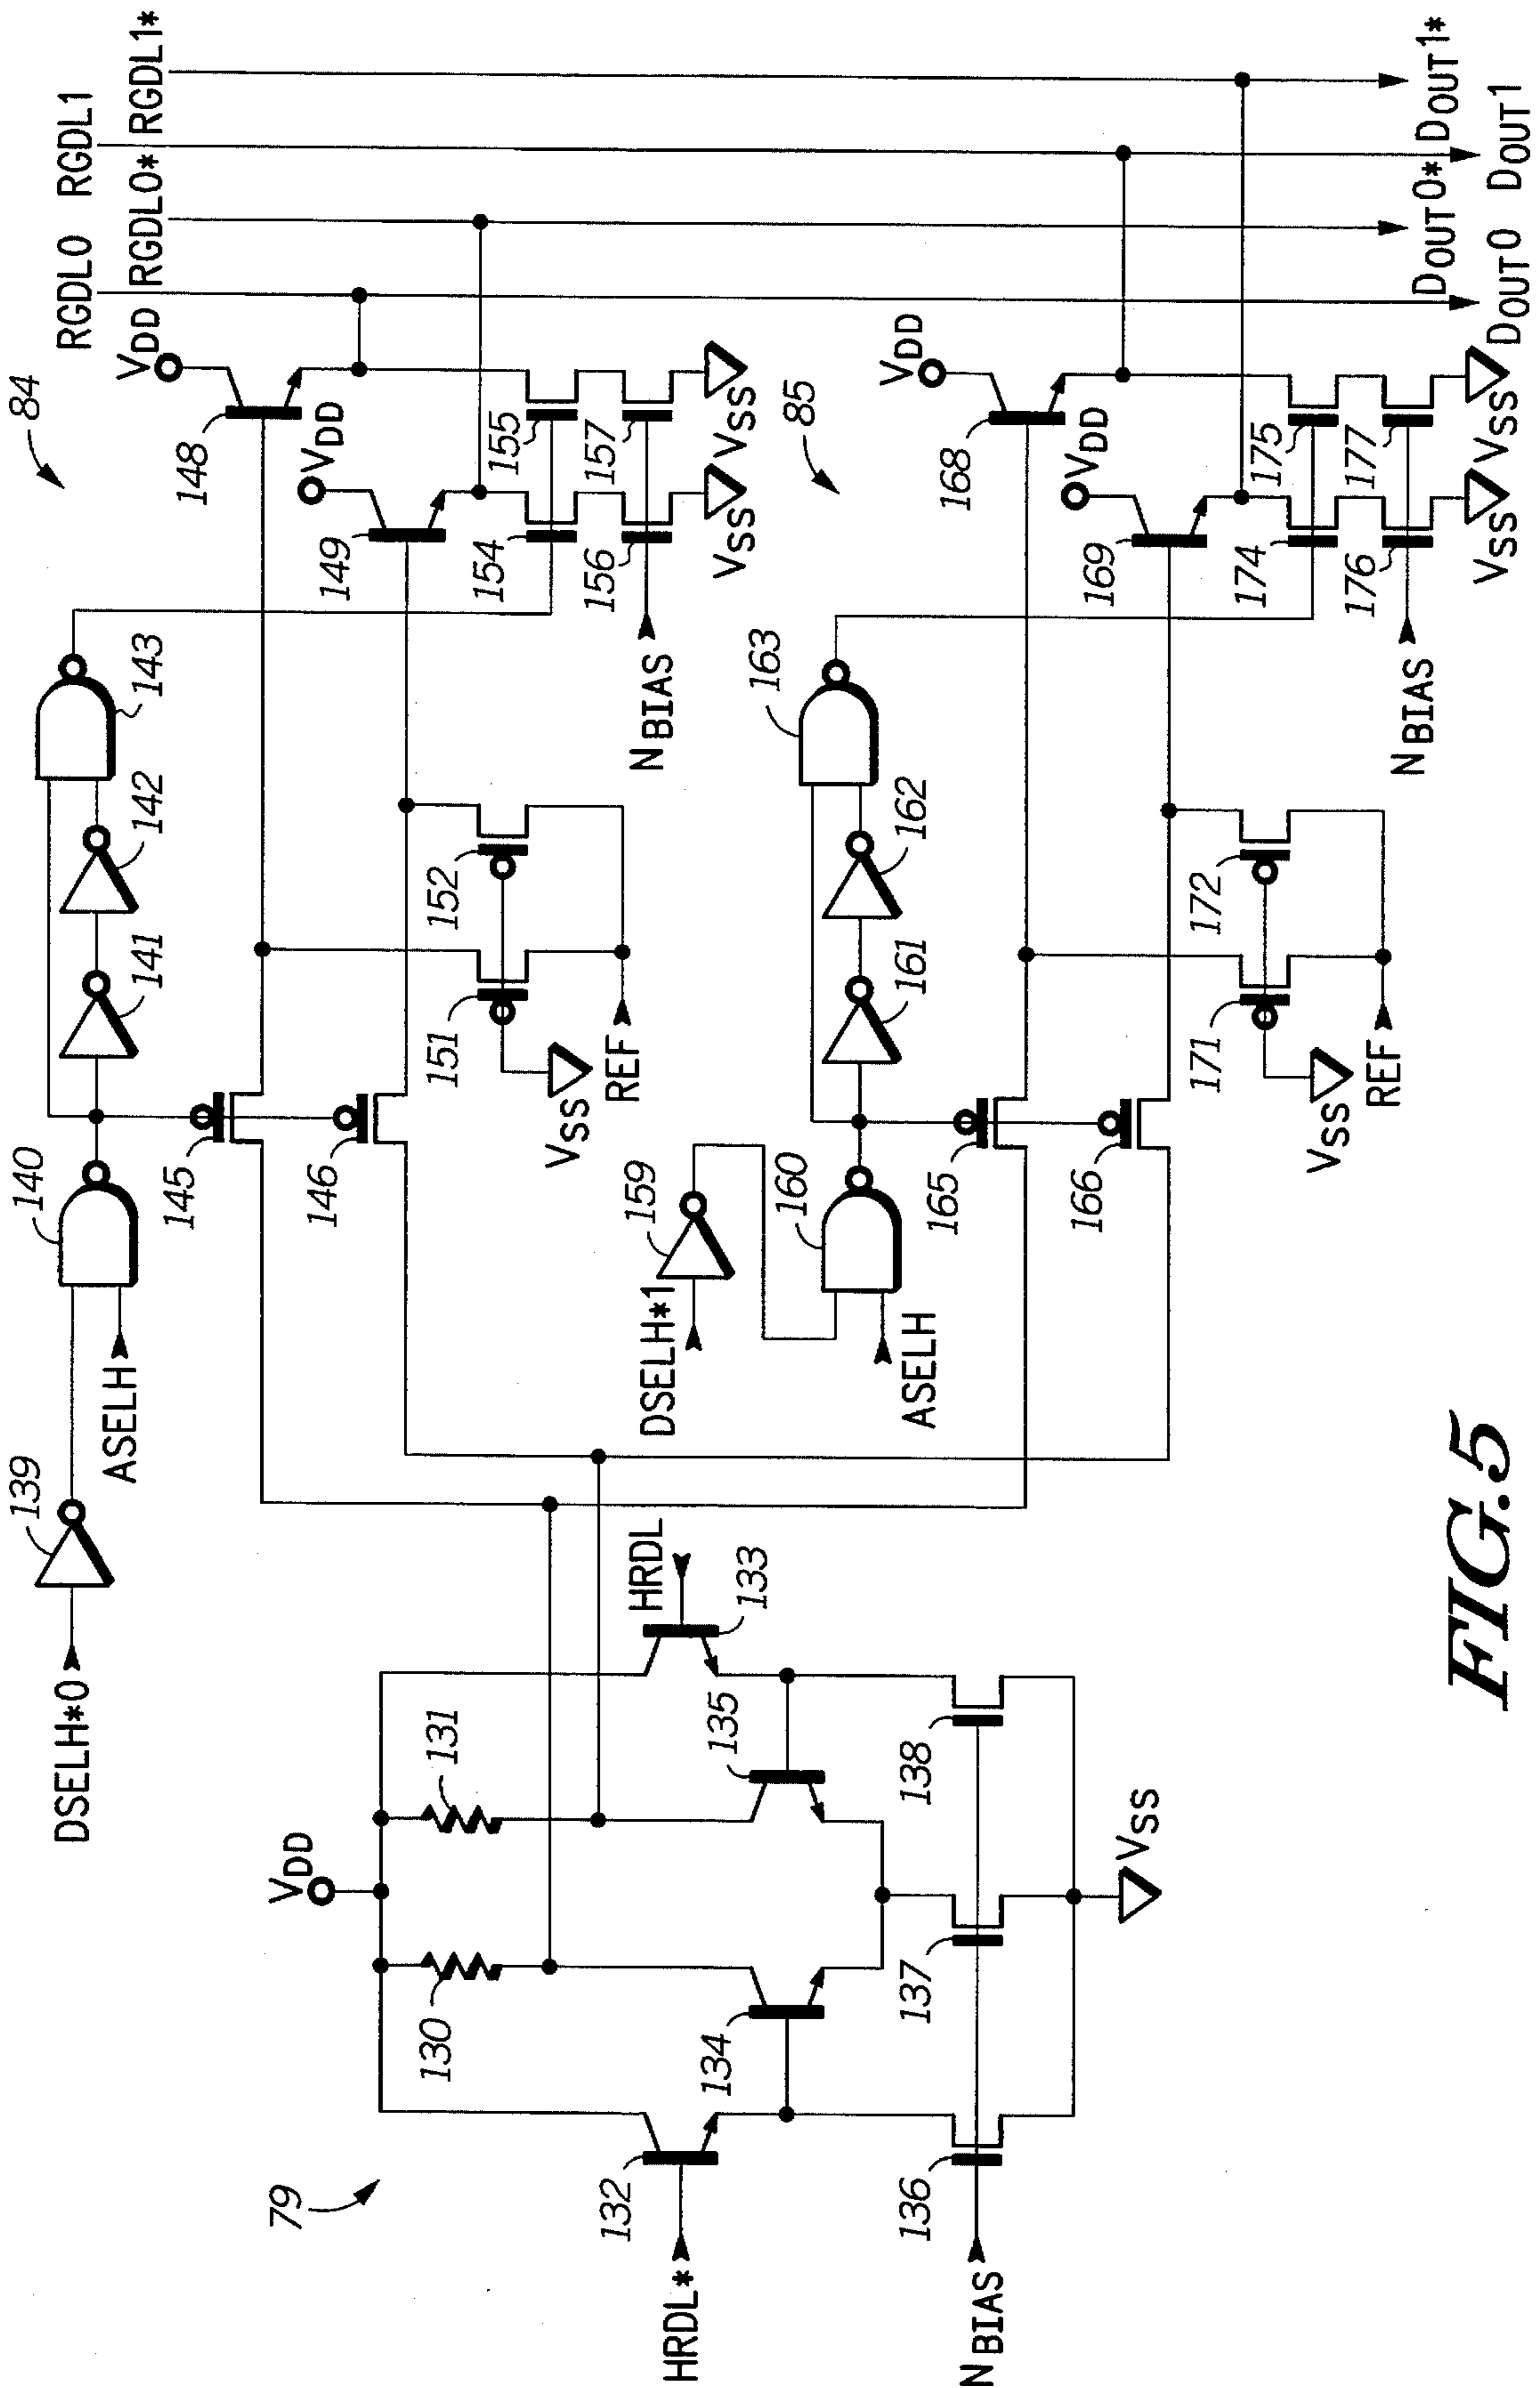 84
RGDL0 RGDL1
RGDL0* RGDL1*
DSELH*0
139
ASELH
140
141
142
143
145
146
148
VDD
149
VDD
151
152
VSS
REF
154
155
156
157
NBIAS
VSS
VSS
79
VDD
130
131
HRDL*
132
HRDL
133
134
135
NBIAS
136
137
138
VSS
85
DSELH*1
159
ASELH
160
161
162
163
165
166
168
VDD
169
VDD
171
172
VSS
REF
174
175
176
177
NBIAS
VSS
VSS
DOUT0* DOUT1*
DOUT0 DOUT1
FIG.5